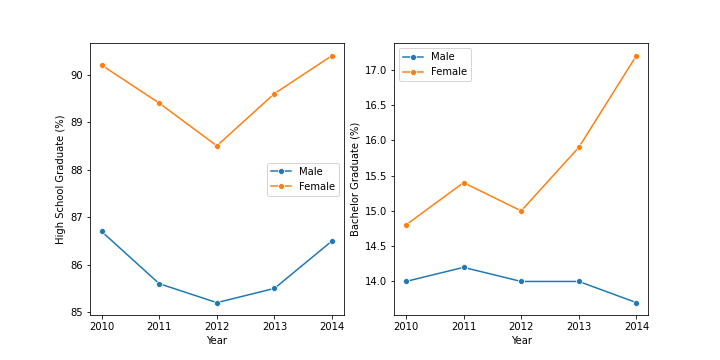 High School Graduate (%)
90
89
88
87
86
85
2010 2011 2012 2013 2014
Year
Male
Female
Bachelor Graduate (%)
17.0
16.5
16.0
15.5
15.0
14.5
14.0
2010 2011 2012 2013 2014
Year
Male
Female